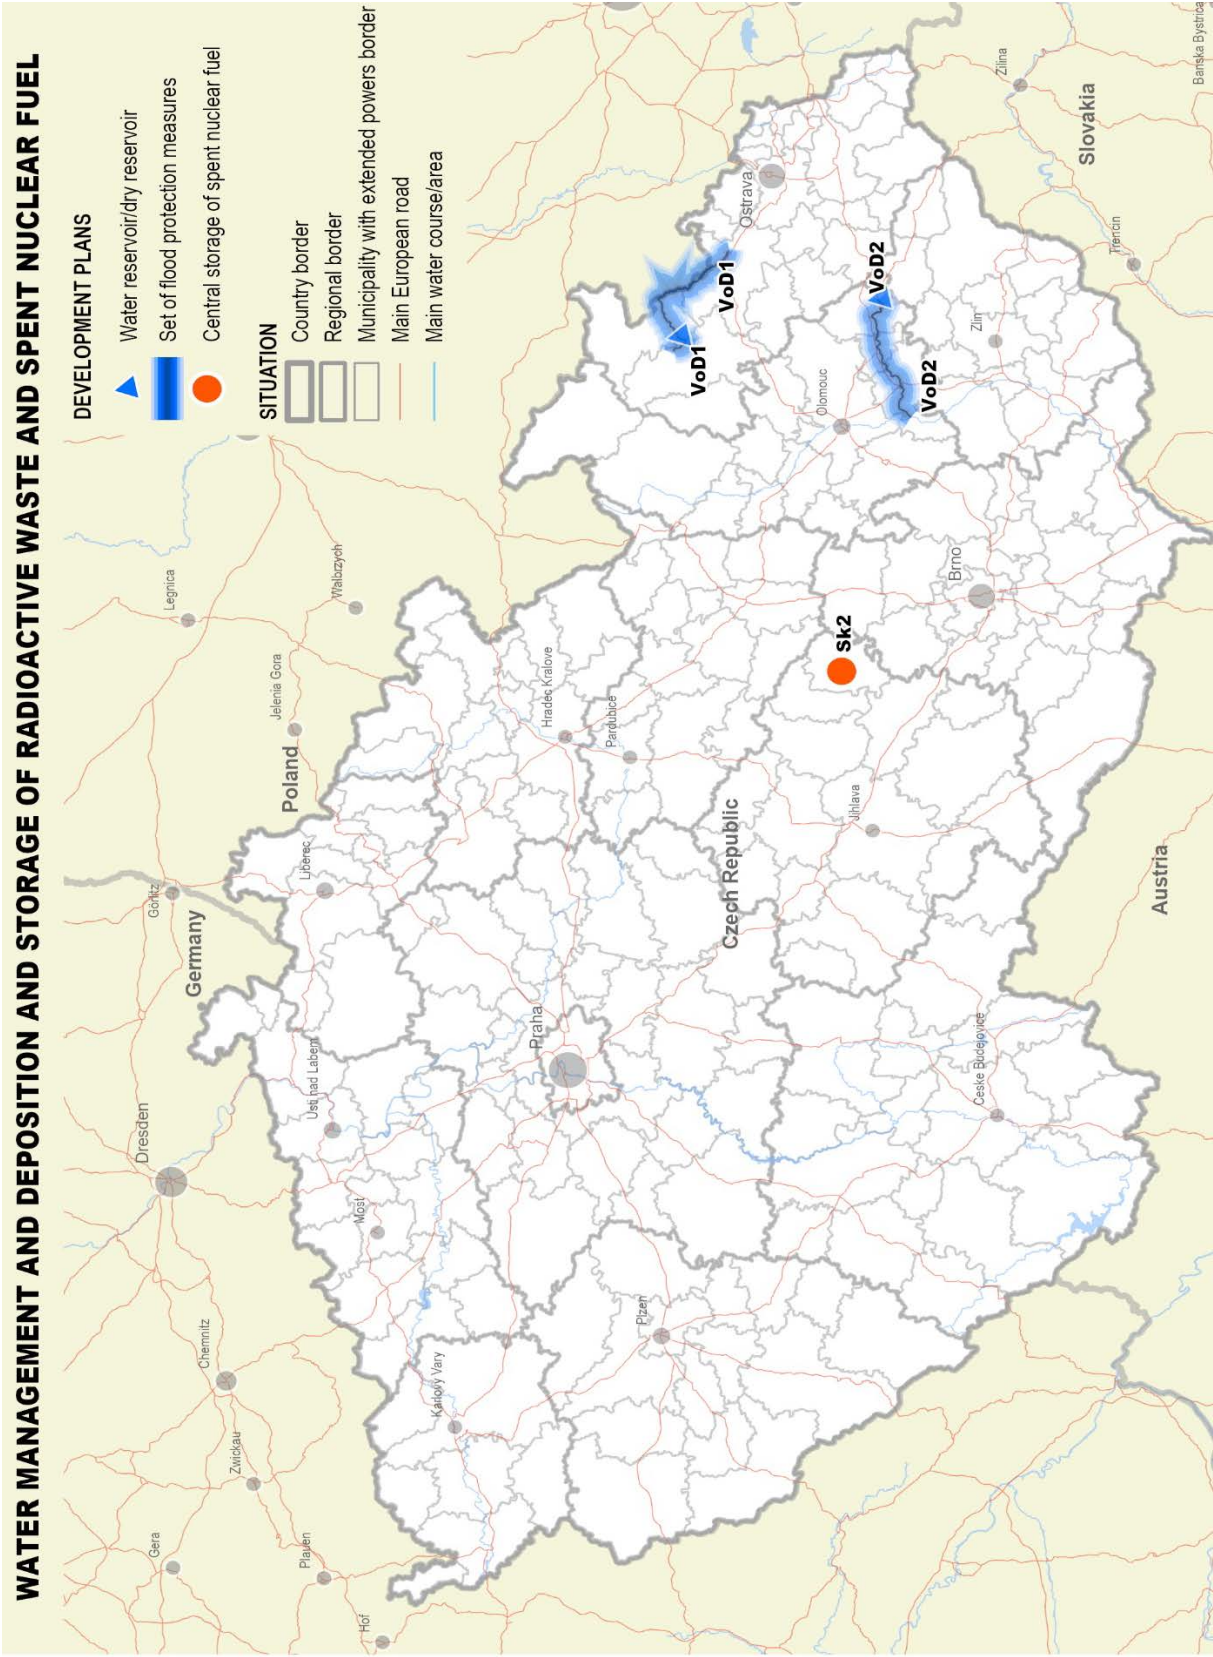 WATER MANAGEMENT AND DEPOSITION AND STORAGE OF RADIOACTIVE WASTE AND SPENT NUCLEAR FUEL
DEVELOPMENT PLANS
Water reservoir/dry reservoir
Set of flood protection measures
Central storage of spent nuclear fuel
SITUATION
Country border
Regional border
Municipality with extended powers border
Main European road
Main water course/area
Gera
Dresden
Görlitz
Legnica
Germany
Zwickau
Chemnitz
Jelenia Gora
Poland
Plauen
Usti nad Labem
Liberec
Walbrzych
Hof
Most
Karlovy Vary
Praha
Hradec Kralove
Pardubice
Plzen
VoD1
VoD1
Ostrava
Czech Republic
Olomouc
Sk2
VoD2
VoD2
Jihlava
Brno
Zlin
Ceske Budejovice
Zilina
Slovakia
Trencin
Austria
Banska Bystrica